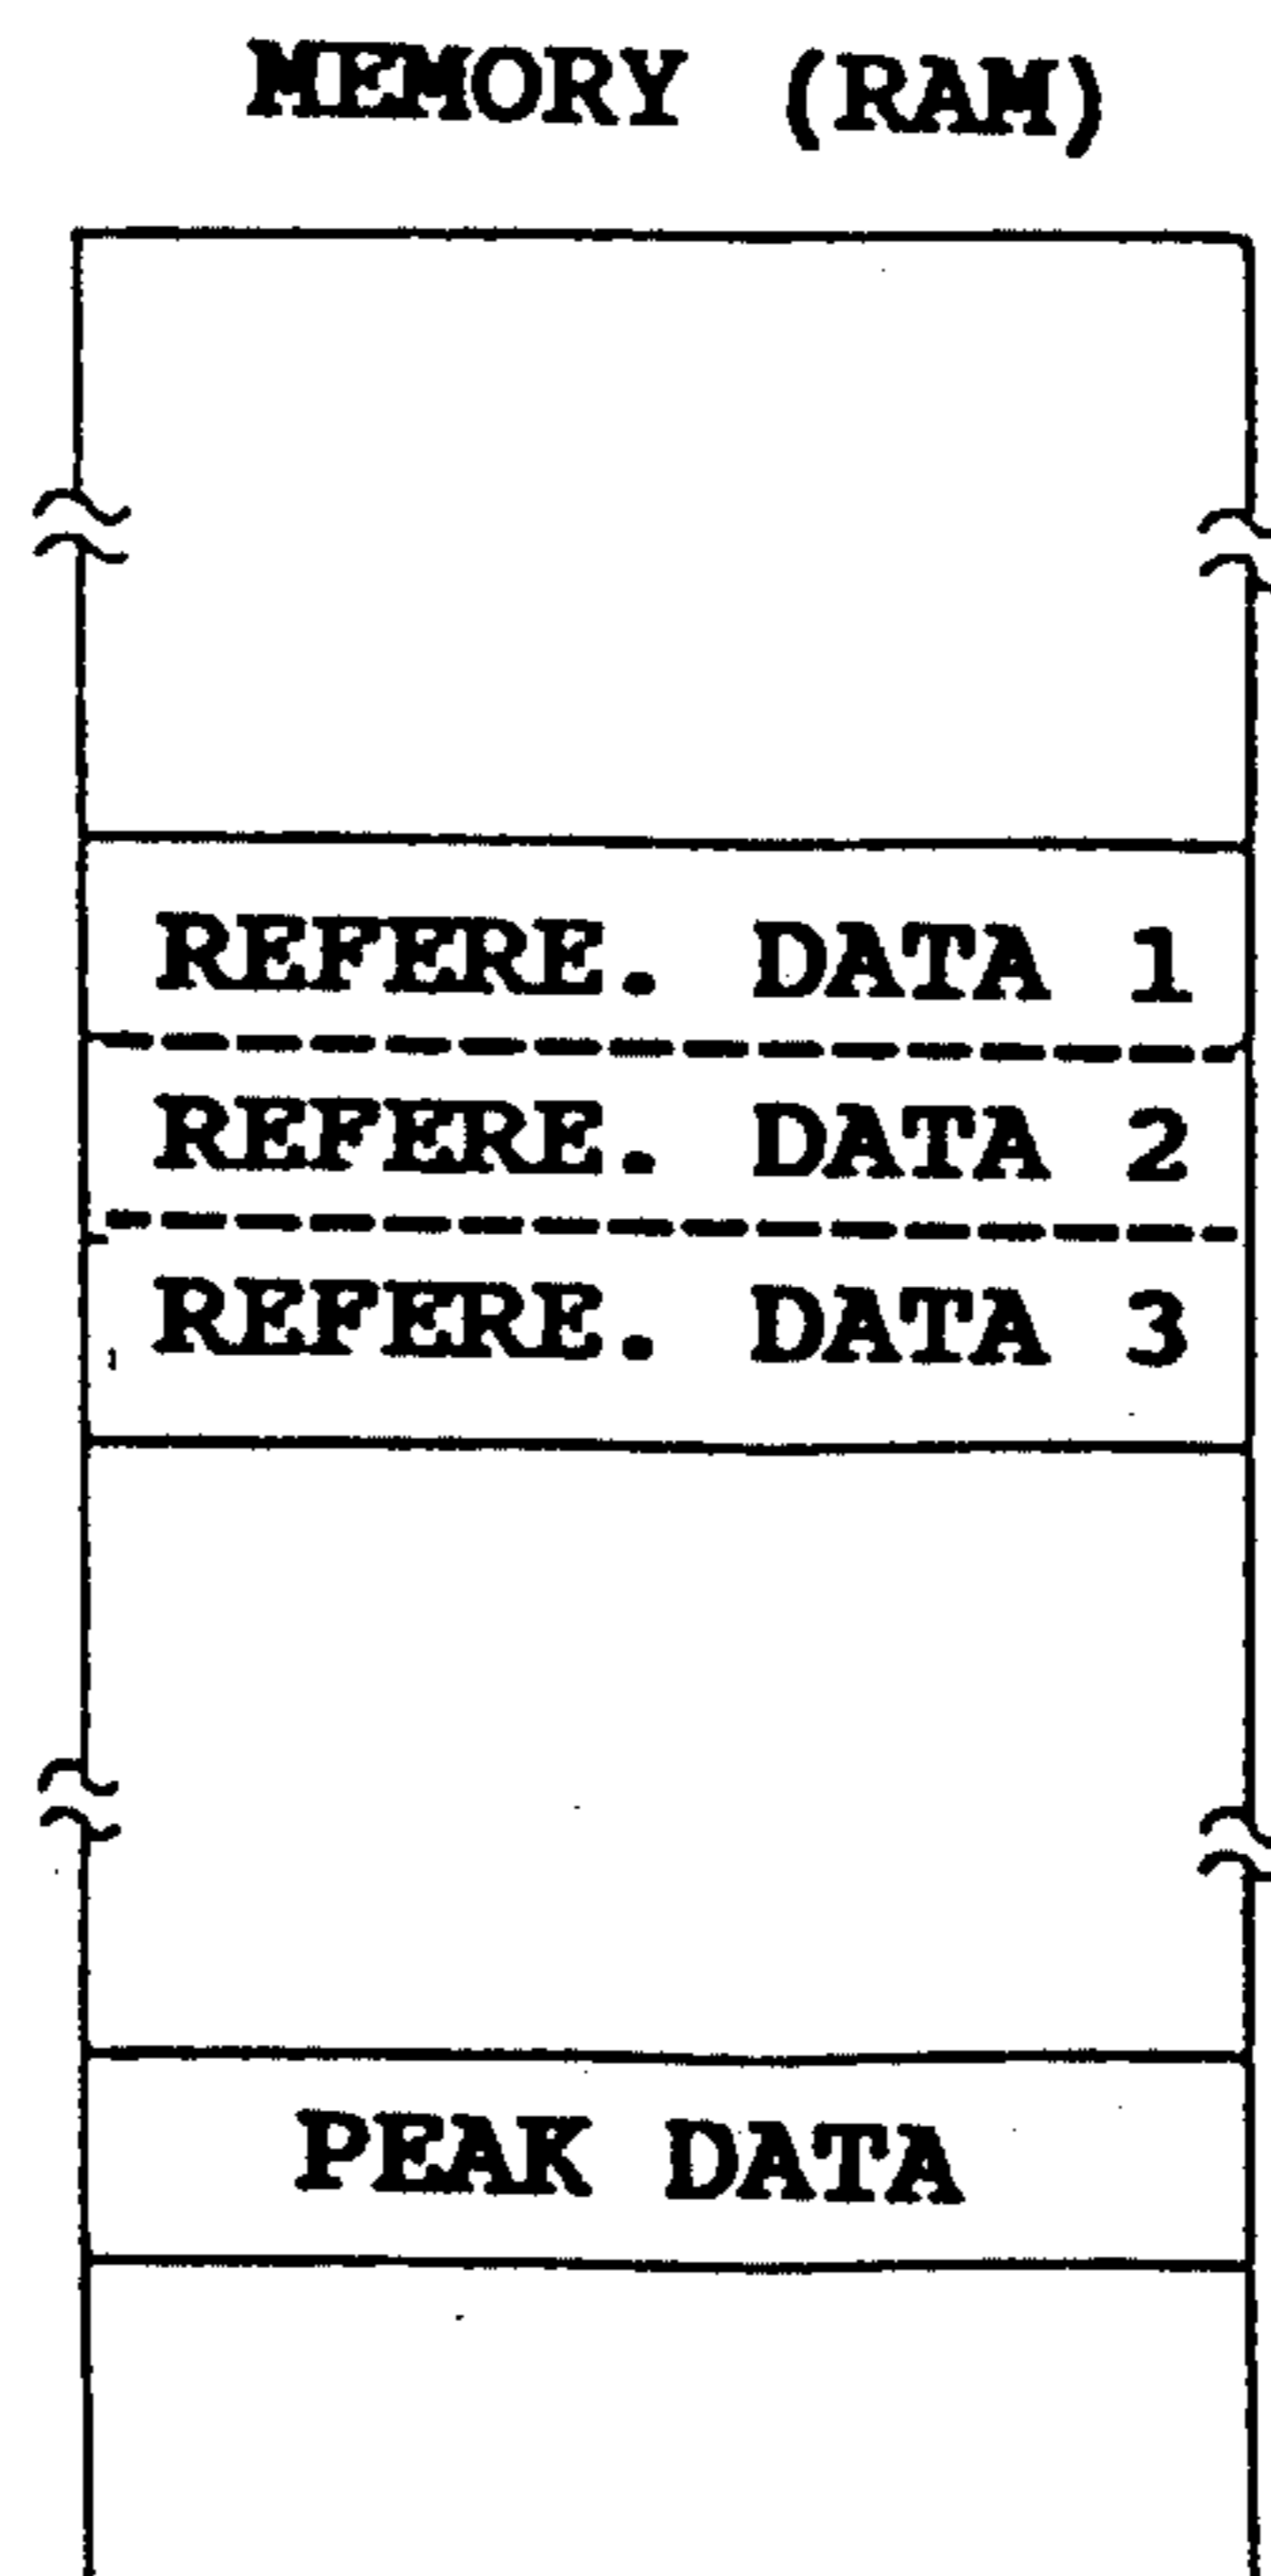 MEMORY (RAM)
REFERE. DATA 1
REFERE. DATA 2
REFERE. DATA 3
PEAK DATA